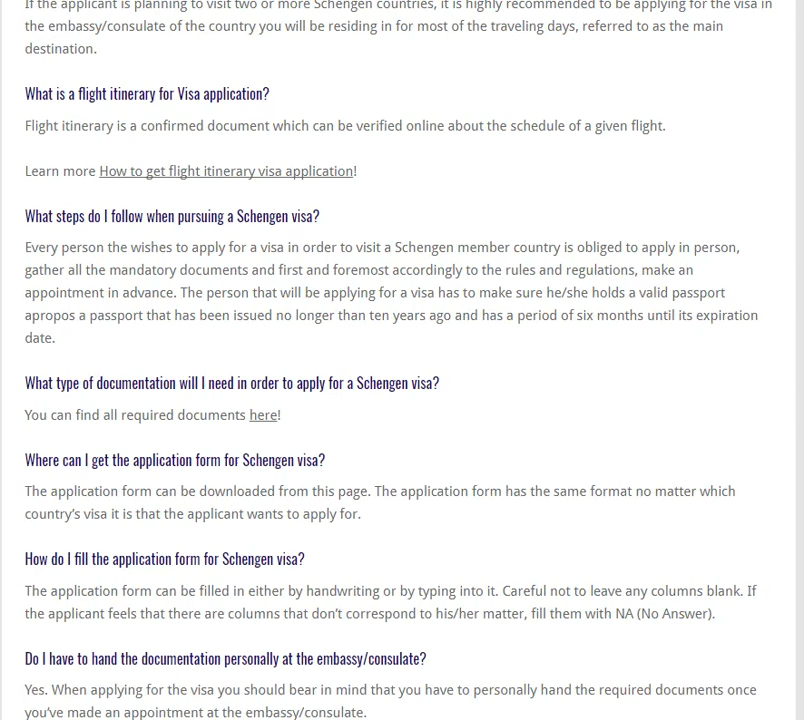 If the applicant is planning to visit two or more Schengen countries, it is highly recommended to be applying for the visa in
the embassy/consulate of the country you will be residing in for most of the traveling days, referred to as the main
destination.
What is a flight itinerary for Visa application?
Flight itinerary is a confirmed document which can be verified online about the schedule of a given flight.
Learn more How to get flight itinerary visa application!
What steps do I follow when pursuing a Schengen visa?
Every person the wishes to apply for a visa in order to visit a Schengen member country is obliged to apply in person,
gather all the mandatory documents and first and foremost accordingly to the rules and regulations, make an
appointment in advance. The person that will be applying for a visa has to make sure he/she holds a valid passport
apropos a passport that has been issued no longer than ten years ago and has a period of six months until its expiration
date.
What type of documentation will I need in order to apply for a Schengen visa?
You can find all required documents here!
Where can I get the application form for Schengen visa?
The application form can be downloaded from this page. The application form has the same format no matter which
country’s visa it is that the applicant wants to apply for.
How do I fill the application form for Schengen visa?
The application form can be filled in either by handwriting or by typing into it. Careful not to leave any columns blank. If
the applicant feels that there are columns that don’t correspond to his/her matter, fill them with NA (No Answer).
Do I have to hand the documentation personally at the embassy/consulate?
Yes. When applying for the visa you should bear in mind that you have to personally hand the required documents once
you’ve made an appointment at the embassy/consulate.